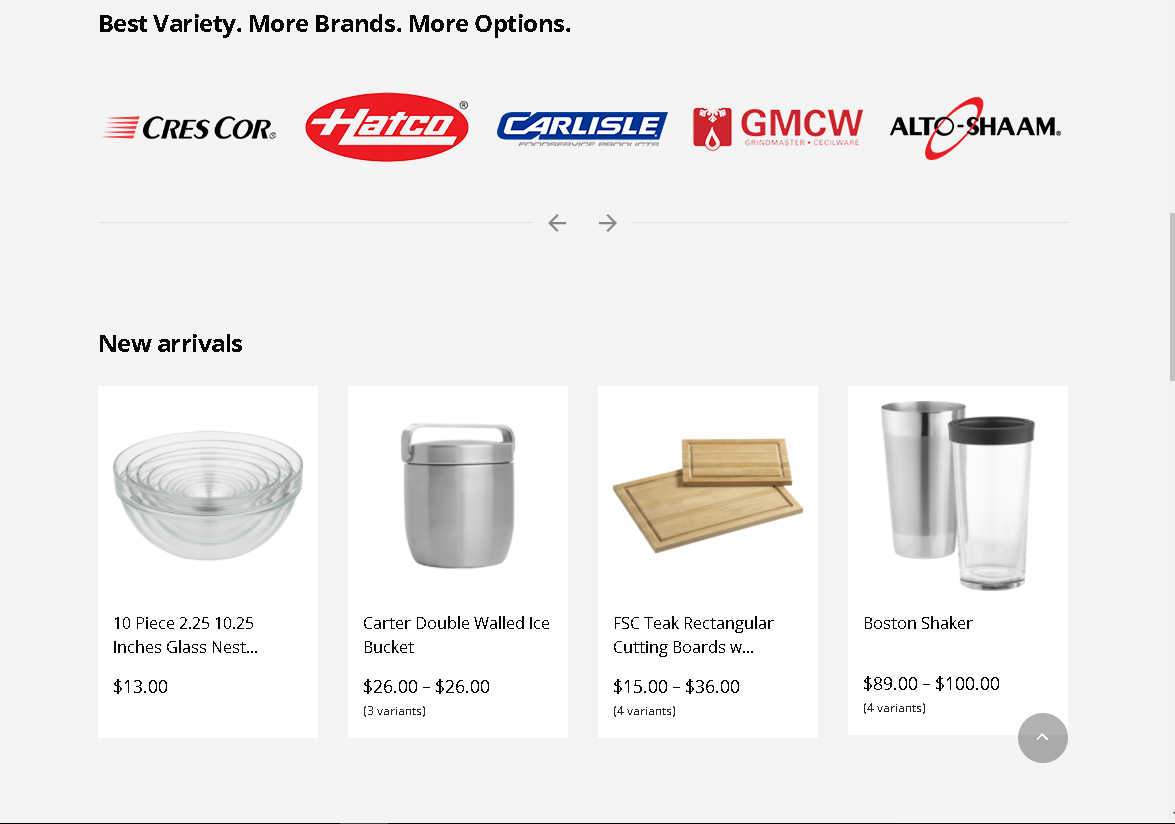 Best Variety. More Brands. More Options.
CRES COR®
Hatco®
CARLISLE
FOODSERVICE PRODUCTS
GMCW
GRINDMASTER • CECILWARE
ALTO-SHAAM®
New arrivals
10 Piece 2.25 10.25
Inches Glass Nest...
$13.00
Carter Double Walled Ice
Bucket
$26.00 – $26.00
(3 variants)
FSC Teak Rectangular
Cutting Boards w...
$15.00 – $36.00
(4 variants)
Boston Shaker
$89.00 – $100.00
(4 variants)